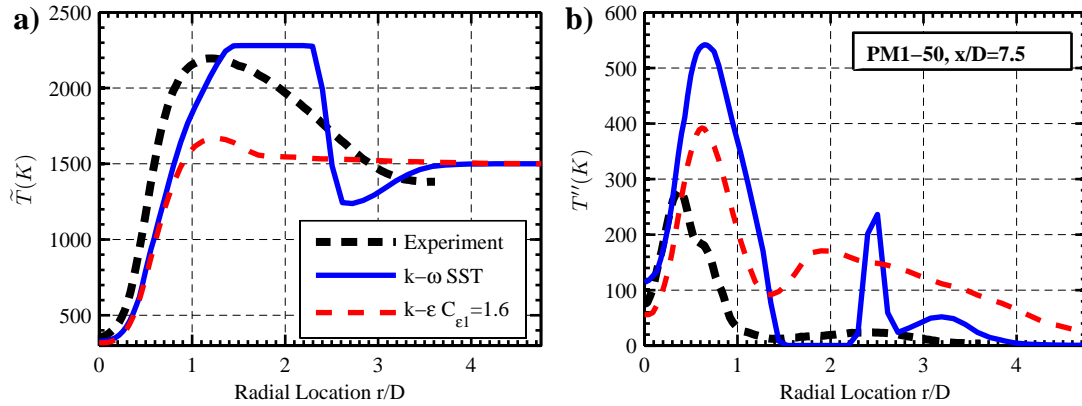 a)
2500
2000
1500
1000
500
T̃(K)
0 1 2 3 4
Radial Location r/D
Experiment
k−ω SST
k−ε Cε1=1.6
b)
600
500
400
300
200
100
0
T′′(K)
0 1 2 3 4
Radial Location r/D
PM1−50, x/D=7.5